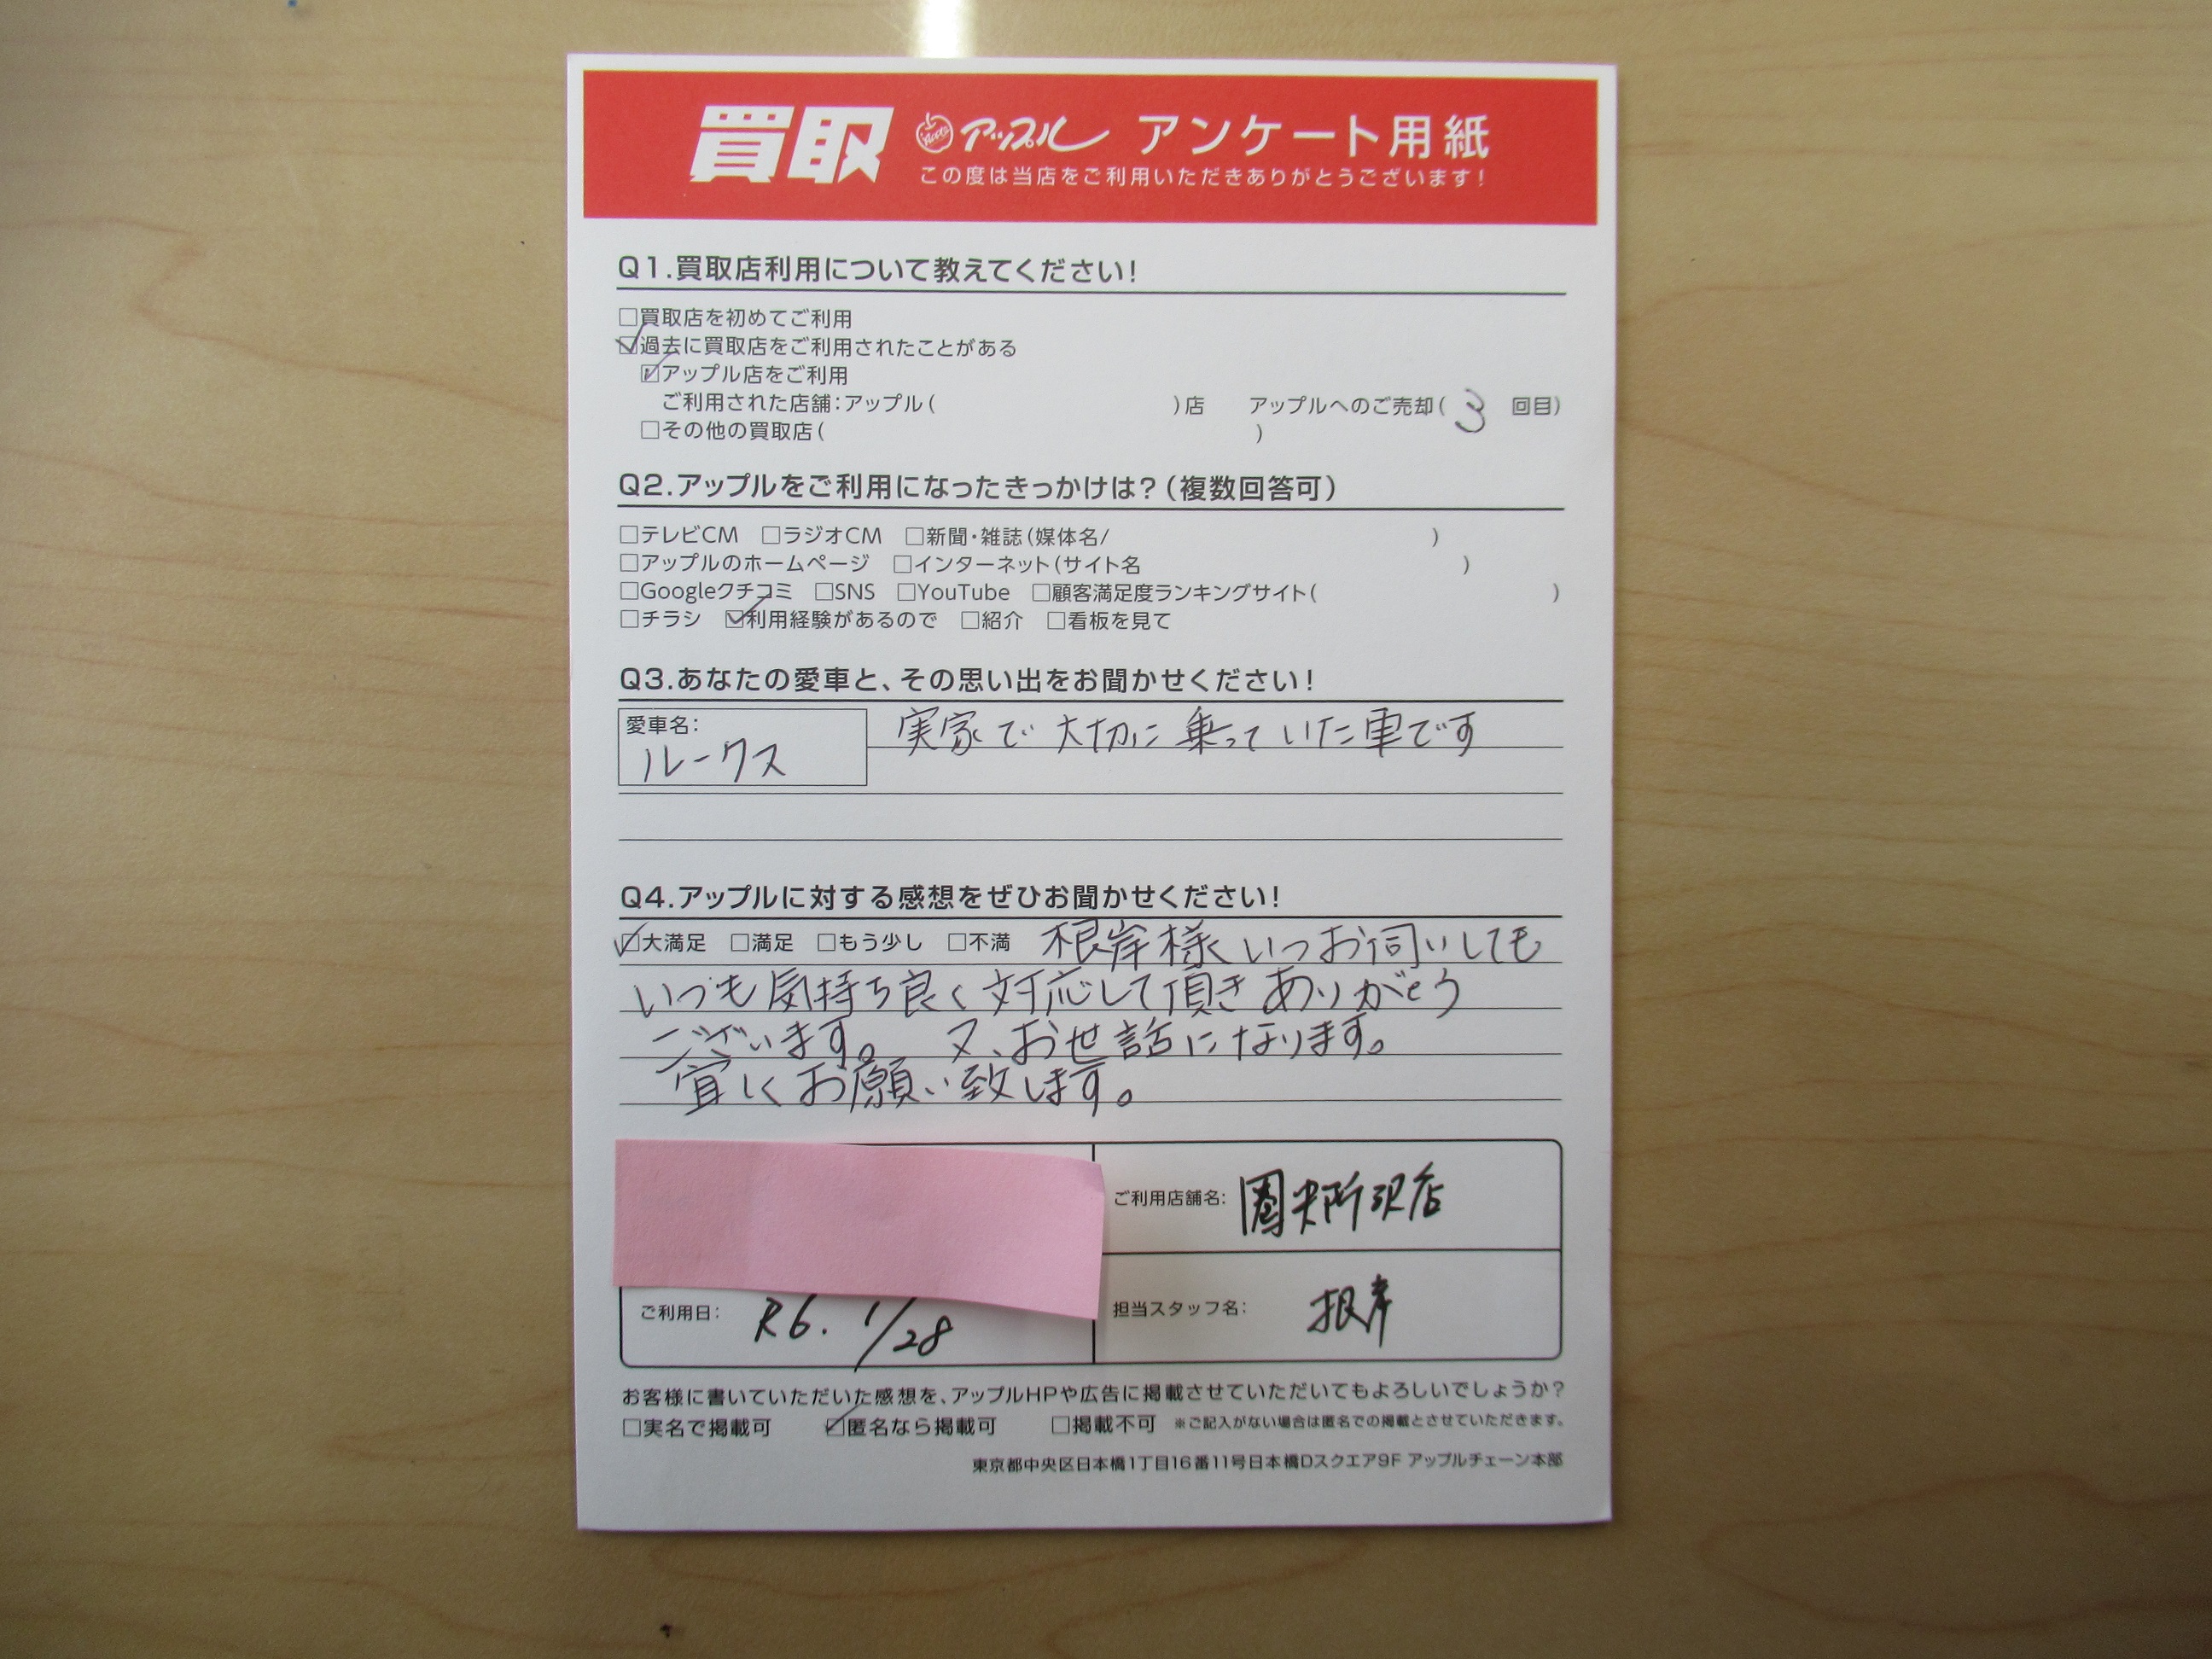 買取 アップル アンケート用紙
この度は当店をご利用いただきありがとうございます!
Q1.買取店利用について教えてください!
□買取店を初めてご利用
☑過去に買取店をご利用されたことがある
☑アップル店をご利用
ご利用された店舗:アップル( )店 アップルへのご売却( 3 回目)
□その他の買取店( )
Q2.アップルをご利用になったきっかけは?(複数回答可)
□テレビCM □ラジオCM □新聞・雑誌(媒体名/ )
□アップルのホームページ □インターネット(サイト名 )
□Googleクチコミ □SNS □YouTube □顧客満足度ランキングサイト( )
□チラシ ☑利用経験があるので □紹介 □看板を見て
Q3.あなたの愛車と、その思い出をお聞かせください!
愛車名:
ルークス
実家で大切に乗っていた車です
Q4.アップルに対する感想をぜひお聞かせください!
☑大満足 □満足 □もう少し □不満 根岸様 いつお伺いしても
いつも気持ち良く対応して頂きありがとう
ございます。 又、お世話になります。
宜しくお願い致します。
ご利用店舗名: 圏央所沢店
ご利用日: R6. 1/28
担当スタッフ名: 根岸
お客様に書いていただいた感想を、アップルHPや広告に掲載させていただいてもよろしいでしょうか?
□実名で掲載可 ☑匿名なら掲載可 □掲載不可 ※ご記入がない場合は匿名での掲載とさせていただきます。
東京都中央区日本橋1丁目16番11号日本橋Dスクエア9F アップルチェーン本部